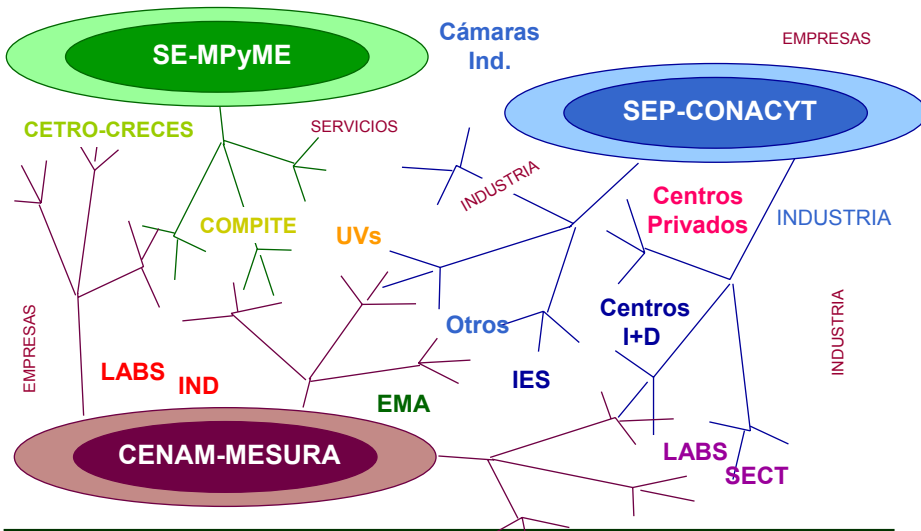 SE-MPyME
Cámaras
Ind.
EMPRESAS
SEP-CONACYT
CETRO-CRECES
SERVICIOS
INDUSTRIA
Centros
Privados
INDUSTRIA
COMPITE
UVs
EMPRESAS
Otros
Centros
I+D
INDUSTRIA
LABS
IND
IES
EMA
CENAM-MESURA
LABS
SECT